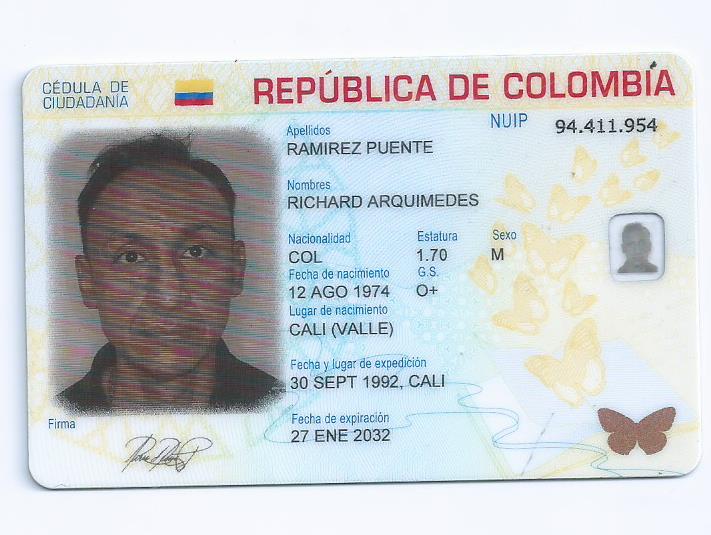 CÉDULA DE
CIUDADANÍA
REPÚBLICA DE COLOMBIA
NUIP 94.411.954
Apellidos
RAMIREZ PUENTE
Nombres
RICHARD ARQUIMEDES
Nacionalidad Estatura Sexo
COL 1.70 M
Fecha de nacimiento G.S.
12 AGO 1974 O+
Lugar de nacimiento
CALI (VALLE)
Fecha y lugar de expedición
30 SEPT 1992, CALI
Fecha de expiración
27 ENE 2032
Firma